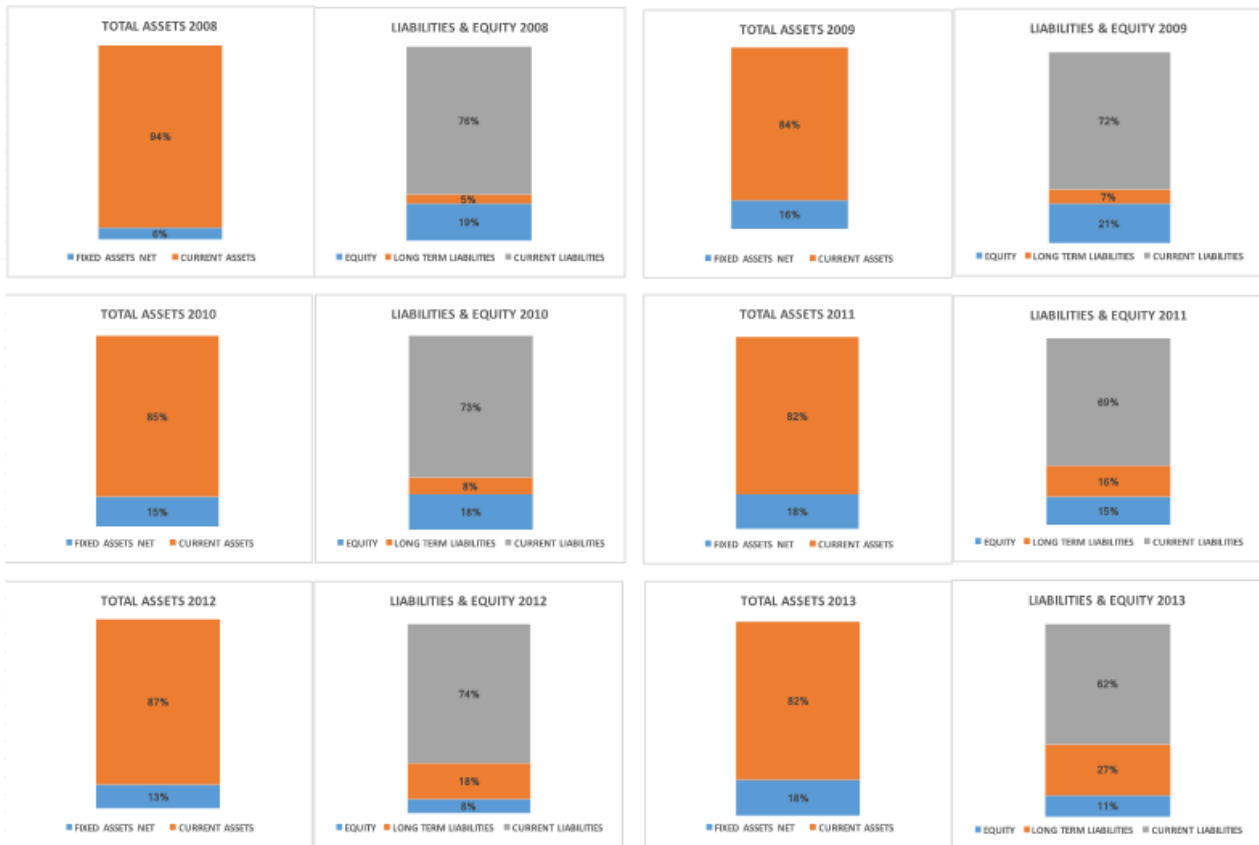 TOTAL ASSETS 2008
94%
6%
FIXED ASSETS NET CURRENT ASSETS
LIABILITIES & EQUITY 2008
76%
5%
19%
EQUITY LONG TERM LIABILITIES CURRENT LIABILITIES
TOTAL ASSETS 2009
84%
16%
FIXED ASSETS NET CURRENT ASSETS
LIABILITIES & EQUITY 2009
72%
7%
21%
EQUITY LONG TERM LIABILITIES CURRENT LIABILITIES
TOTAL ASSETS 2010
85%
15%
FIXED ASSETS NET CURRENT ASSETS
LIABILITIES & EQUITY 2010
73%
8%
18%
EQUITY LONG TERM LIABILITIES CURRENT LIABILITIES
TOTAL ASSETS 2011
82%
18%
FIXED ASSETS NET CURRENT ASSETS
LIABILITIES & EQUITY 2011
69%
16%
15%
EQUITY LONG TERM LIABILITIES CURRENT LIABILITIES
TOTAL ASSETS 2012
87%
13%
FIXED ASSETS NET CURRENT ASSETS
LIABILITIES & EQUITY 2012
74%
18%
8%
EQUITY LONG TERM LIABILITIES CURRENT LIABILITIES
TOTAL ASSETS 2013
82%
18%
FIXED ASSETS NET CURRENT ASSETS
LIABILITIES & EQUITY 2013
62%
27%
11%
EQUITY LONG TERM LIABILITIES CURRENT LIABILITIES